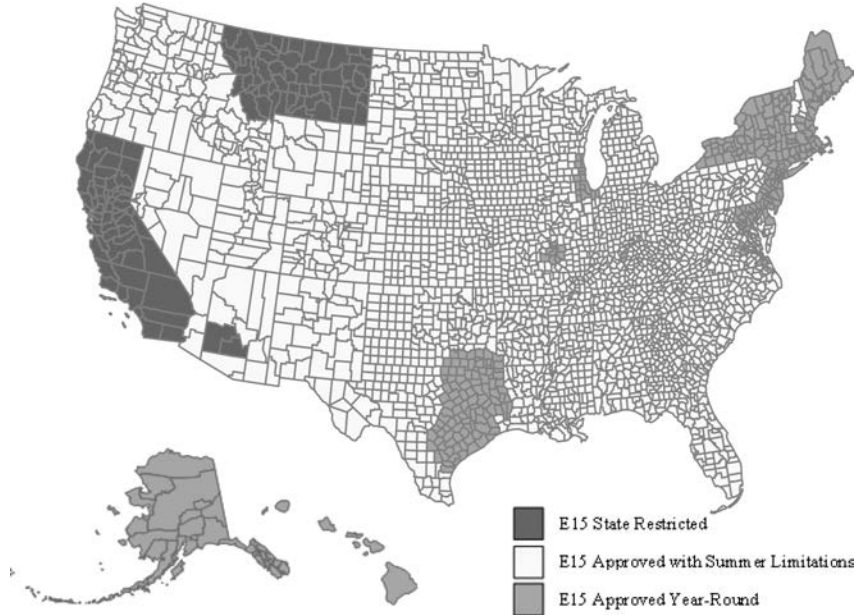 E15 State Restricted
E15 Approved with Summer Limitations
E15 Approved Year-Round